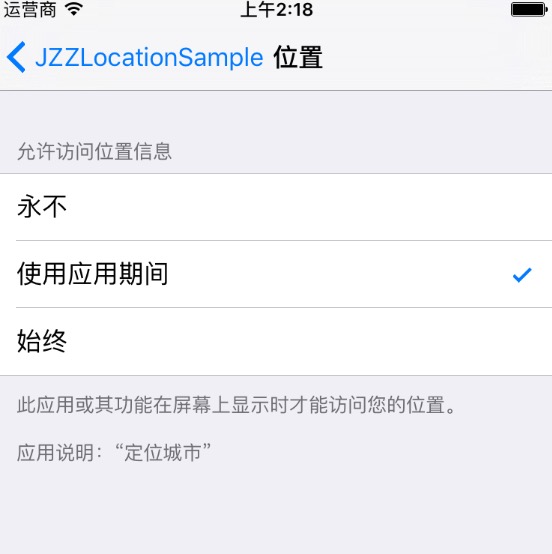 运营商 上午2:18
JZZLocationSample 位置
允许访问位置信息
永不
使用应用期间
始终
此应用或其功能在屏幕上显示时才能访问您的位置。
应用说明：“定位城市”